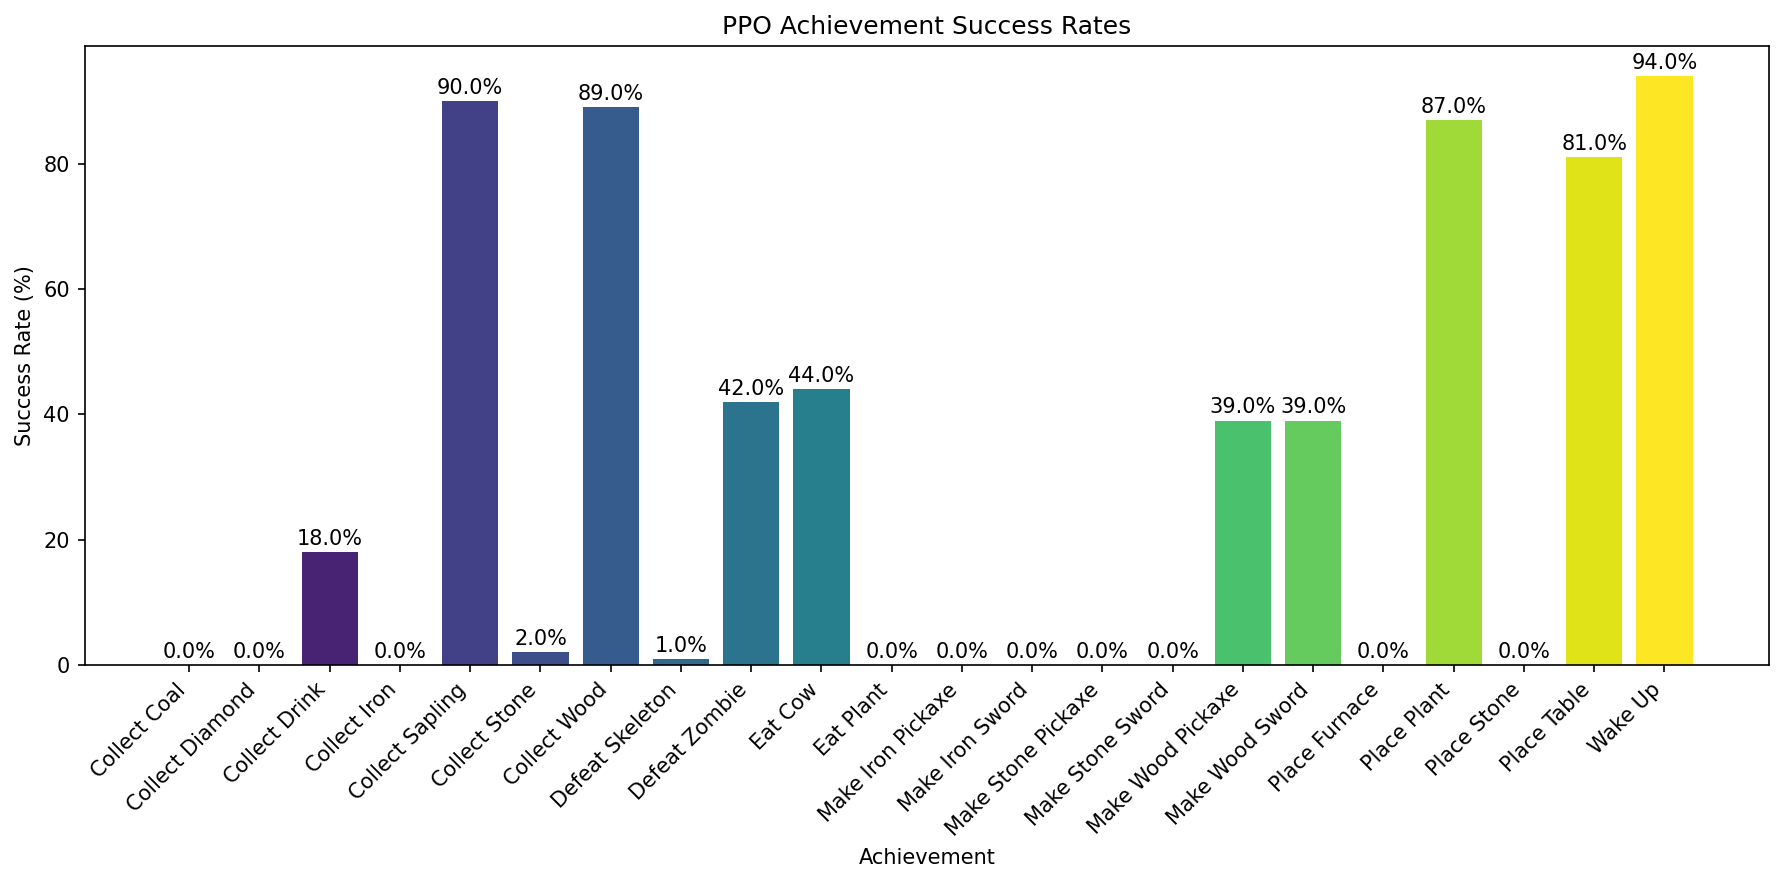 PPO Achievement Success Rates
Success Rate (%)
80
60
40
20
0
0.0%
0.0%
18.0%
0.0%
90.0%
2.0%
89.0%
1.0%
42.0%
44.0%
0.0%
0.0%
0.0%
0.0%
0.0%
39.0%
39.0%
0.0%
87.0%
0.0%
81.0%
94.0%
Collect Coal
Collect Diamond
Collect Drink
Collect Iron
Collect Sapling
Collect Stone
Collect Wood
Defeat Skeleton
Defeat Zombie
Eat Cow
Eat Plant
Make Iron Pickaxe
Make Iron Sword
Make Stone Pickaxe
Make Stone Sword
Make Wood Pickaxe
Make Wood Sword
Place Furnace
Place Plant
Place Stone
Place Table
Wake Up
Achievement